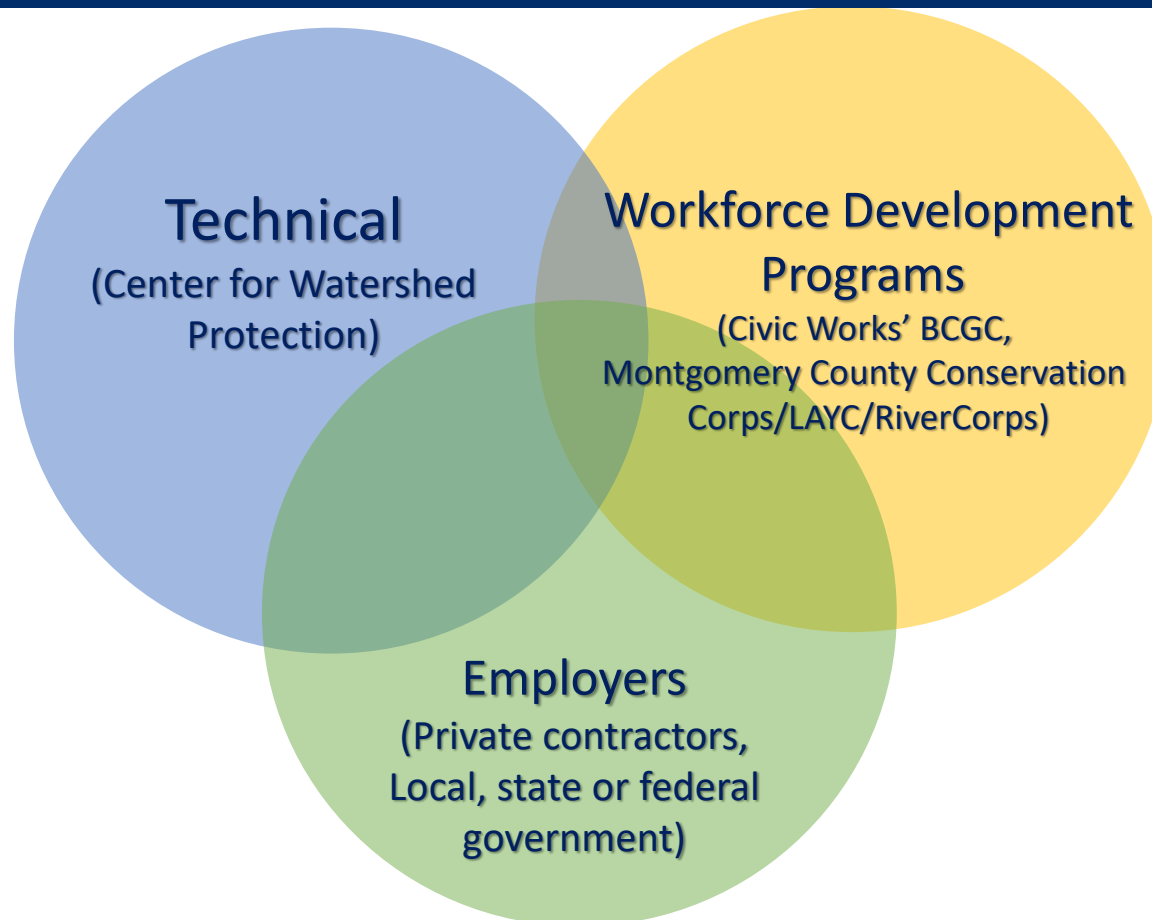 Technical
(Center for Watershed
Protection)
Workforce Development
Programs
(Civic Works’ BCGC,
Montgomery County Conservation
Corps/LAYC/RiverCorps)
Employers
(Private contractors,
Local, state or federal
government)